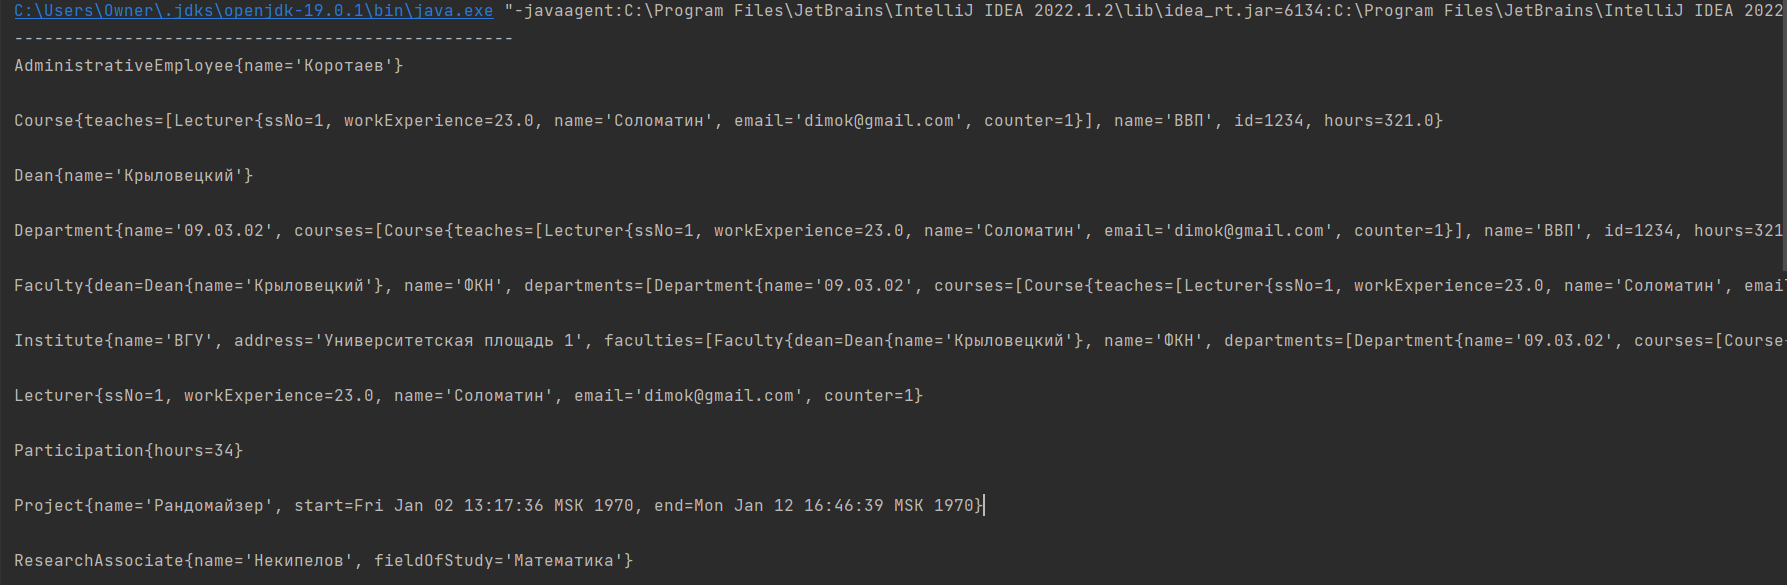 C:\Users\Owner\.jdks\openjdk-19.0.1\bin\java.exe "-javaagent:C:\Program Files\JetBrains\IntelliJ IDEA 2022.1.2\lib\idea_rt.jar=6134:C:\Program Files\JetBrains\IntelliJ IDEA 2022
--------------------------------------------------
AdministrativeEmployee{name='Коротаев'}
Course{teaches=[Lecturer{ssNo=1, workExperience=23.0, name='Соломатин', email='dimok@gmail.com', counter=1}], name='ВВП', id=1234, hours=321.0}
Dean{name='Крыловецкий'}
Department{name='09.03.02', courses=[Course{teaches=[Lecturer{ssNo=1, workExperience=23.0, name='Соломатин', email='dimok@gmail.com', counter=1}], name='ВВП', id=1234, hours=321
Faculty{dean=Dean{name='Крыловецкий'}, name='ФКН', departments=[Department{name='09.03.02', courses=[Course{teaches=[Lecturer{ssNo=1, workExperience=23.0, name='Соломатин', emai
Institute{name='ВГУ', address='Университетская площадь 1', faculties=[Faculty{dean=Dean{name='Крыловецкий'}, name='ФКН', departments=[Department{name='09.03.02', courses=[Course{
Lecturer{ssNo=1, workExperience=23.0, name='Соломатин', email='dimok@gmail.com', counter=1}
Participation{hours=34}
Project{name='Рандомайзер', start=Fri Jan 02 13:17:36 MSK 1970, end=Mon Jan 12 16:46:39 MSK 1970}
ResearchAssociate{name='Некипелов', fieldOfStudy='Математика'}